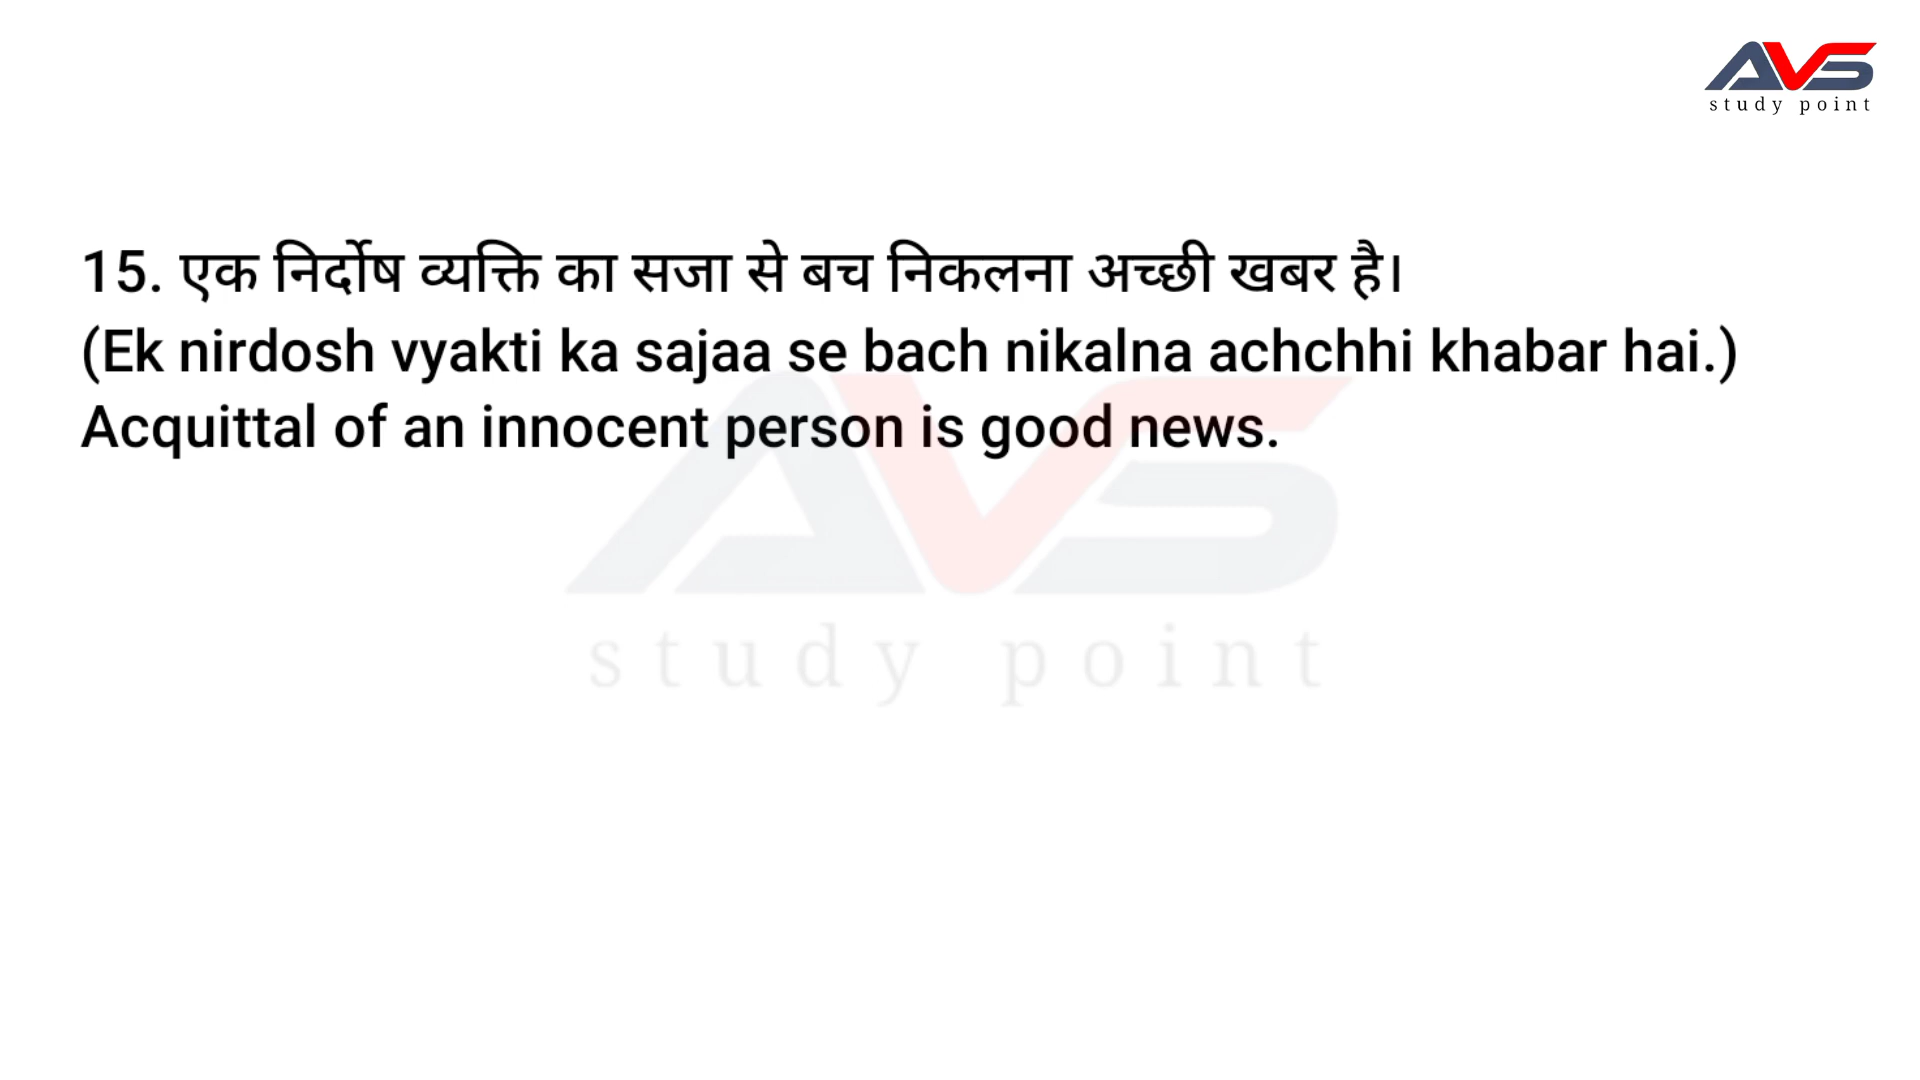 AVS
study point
15. एक निर्दोष व्यक्ति का सजा से बच निकलना अच्छी खबर है।
(Ek nirdosh vyakti ka sajaa se bach nikalna achchhi khabar hai.)
Acquittal of an innocent person is good news.
AVS
study point